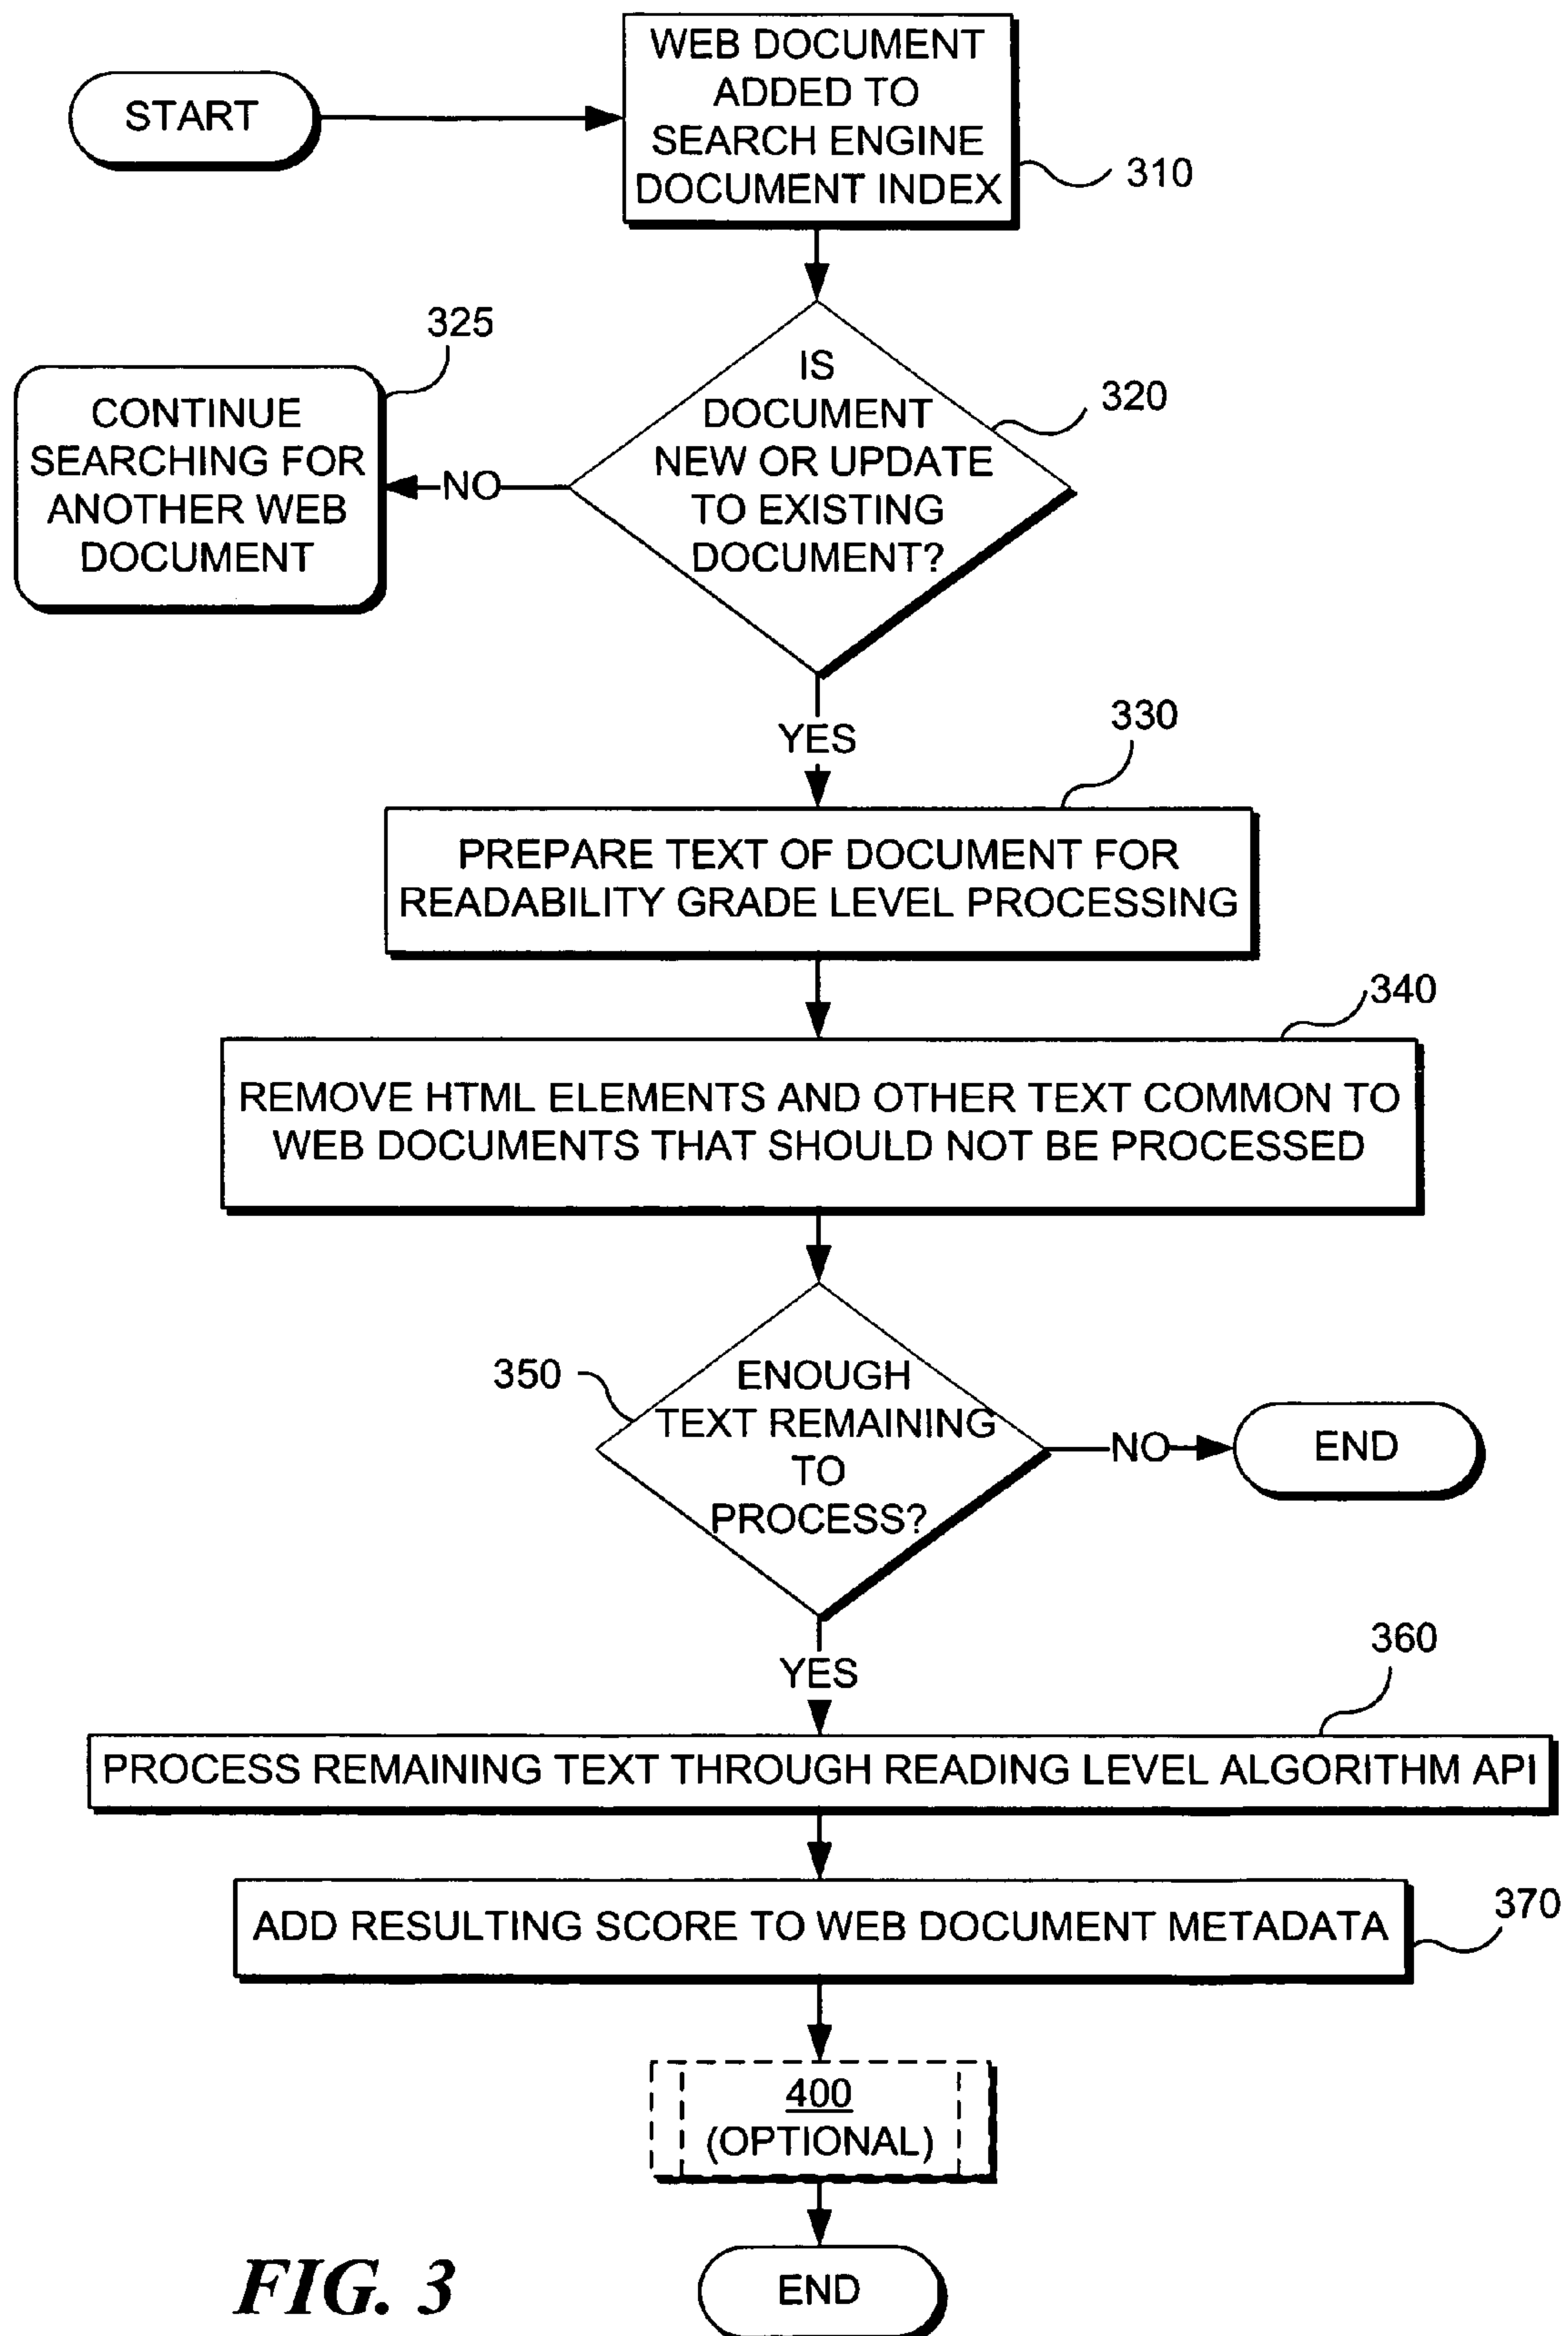 START
WEB DOCUMENT
ADDED TO
SEARCH ENGINE
DOCUMENT INDEX
310
325
CONTINUE
SEARCHING FOR
ANOTHER WEB
DOCUMENT
NO
IS
DOCUMENT
NEW OR UPDATE
TO EXISTING
DOCUMENT?
320
YES
330
PREPARE TEXT OF DOCUMENT FOR
READABILITY GRADE LEVEL PROCESSING
340
REMOVE HTML ELEMENTS AND OTHER TEXT COMMON TO
WEB DOCUMENTS THAT SHOULD NOT BE PROCESSED
350
ENOUGH
TEXT REMAINING
TO
PROCESS?
NO
END
YES
360
PROCESS REMAINING TEXT THROUGH READING LEVEL ALGORITHM API
ADD RESULTING SCORE TO WEB DOCUMENT METADATA
370
400
(OPTIONAL)
END
FIG. 3